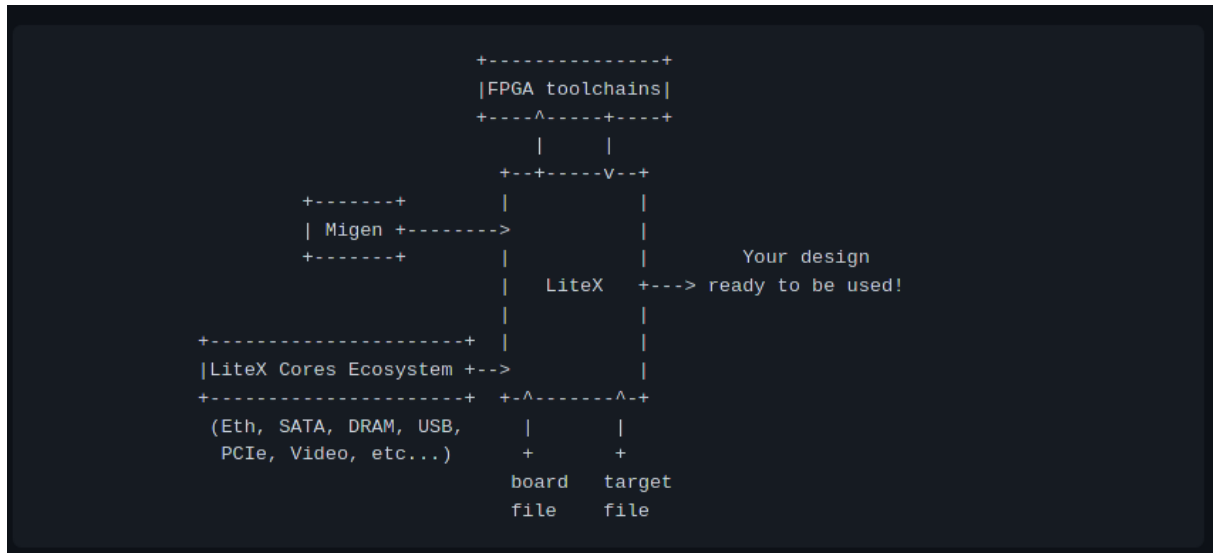 +---------------+
|FPGA toolchains|
+----^-----+----+
|     |
+--+-----v--+
+-------+        |           |
| Migen +-------->           |
+-------+        |           |        Your design
|   LiteX   +---> ready to be used!
|           |
+----------------------+  |           |
|LiteX Cores Ecosystem +-->           |
+----------------------+  +-^-------^-+
(Eth, SATA, DRAM, USB,     |       |
PCIe, Video, etc...)      +       +
board   target
file    file